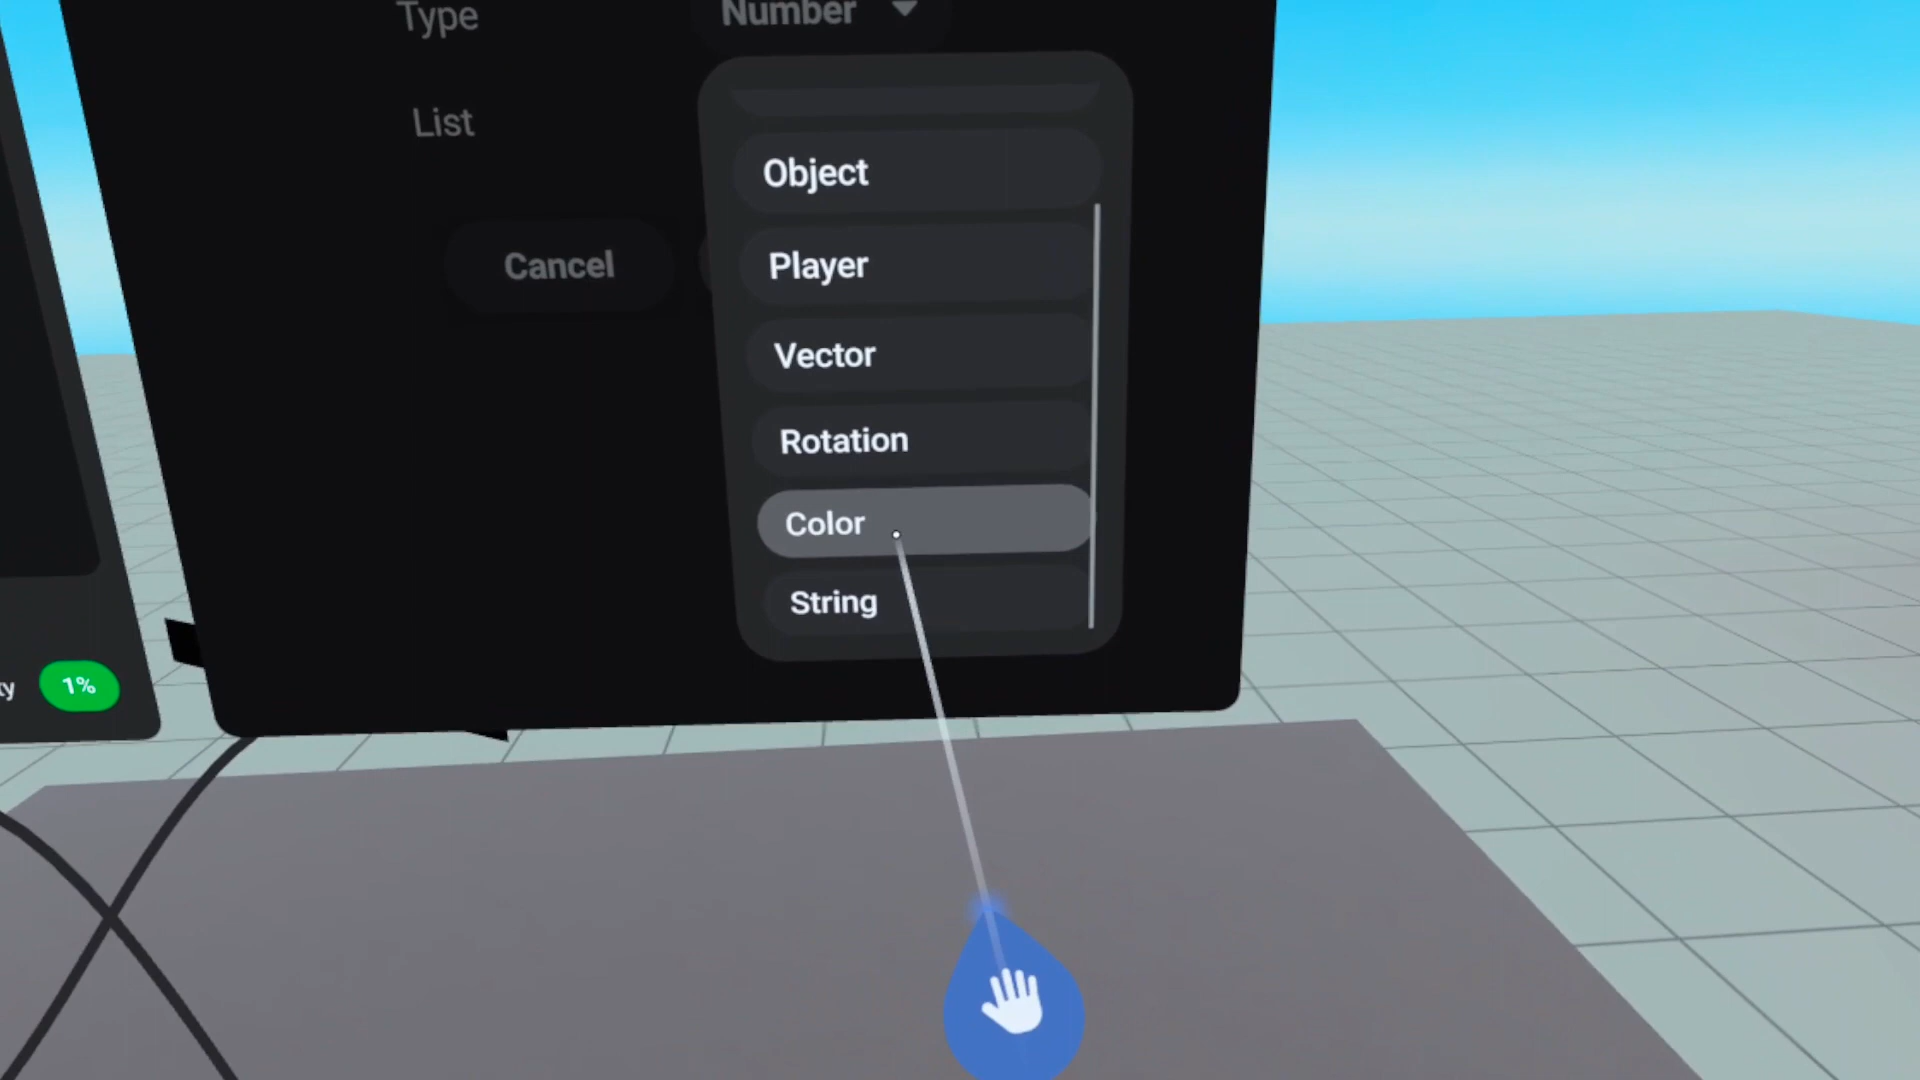 Type
Number
List
Object
Cancel
Player
Vector
Rotation
Color
String
1%